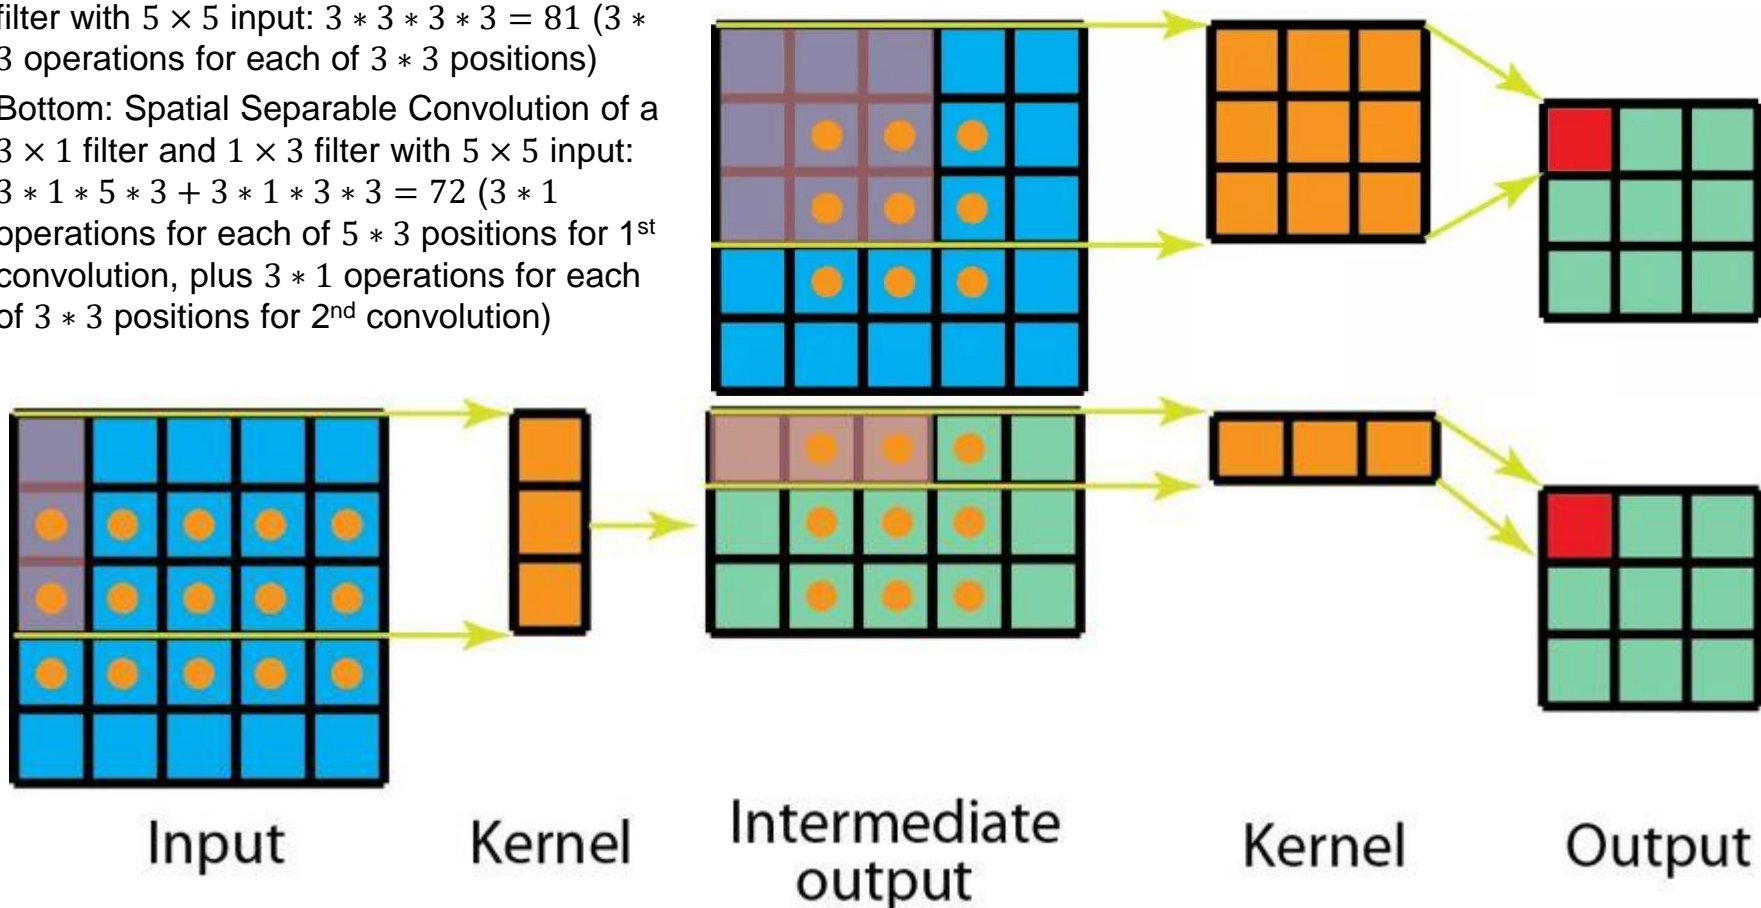 filter with 5 × 5 input: 3 ∗ 3 ∗ 3 ∗ 3 = 81 (3 ∗
3 operations for each of 3 ∗ 3 positions)
Bottom: Spatial Separable Convolution of a
3 × 1 filter and 1 × 3 filter with 5 × 5 input:
3 ∗ 1 ∗ 5 ∗ 3 + 3 ∗ 1 ∗ 3 ∗ 3 = 72 (3 ∗ 1
operations for each of 5 ∗ 3 positions for 1st
convolution, plus 3 ∗ 1 operations for each
of 3 ∗ 3 positions for 2nd convolution)
Input
Kernel
Intermediate
output
Kernel
Output